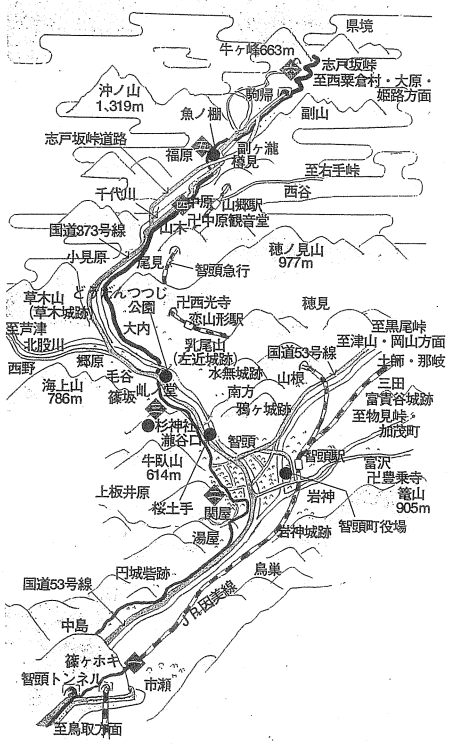 県境
牛ヶ峰663m
志戸坂峠
至西粟倉村・大原・
姫路方面
駒帰
沖ノ山
1,319m
魚ノ棚
副山
志戸坂峠道路
副ヶ瀧
福原
樽見
至右手峠
千代川
西谷
中原
山郷駅
卍中原観音堂
国道373号線
山木
穂ノ見山
977m
小見原
尾見
智頭急行
どうだんつつじ
公園
草木山
(草木城跡)
卍西光寺
穂見
恋山形駅
至黒尾峠
至芦津
大内
至津山・岡山方面
北股川
乳尾山
(左近城跡)
国道53号線
土師・那岐
西野
郷原
水無城跡
山根
三田
毛谷
海上山
786m
篠坂
南方
富貴谷城跡
鴉ヶ城跡
至物見峠
加茂町
杉神社
瀧谷口
智頭
智頭駅
富沢
牛臥山
614m
卍豊乗寺
篭山
905m
上板井原
岩神
桜土手
関屋
智頭町役場
湯屋
岩神城跡
円城砦跡
鳥巣
国道53号線
JR因美線
中島
篠ヶホキ
智頭トンネル
市瀬
至鳥取方面